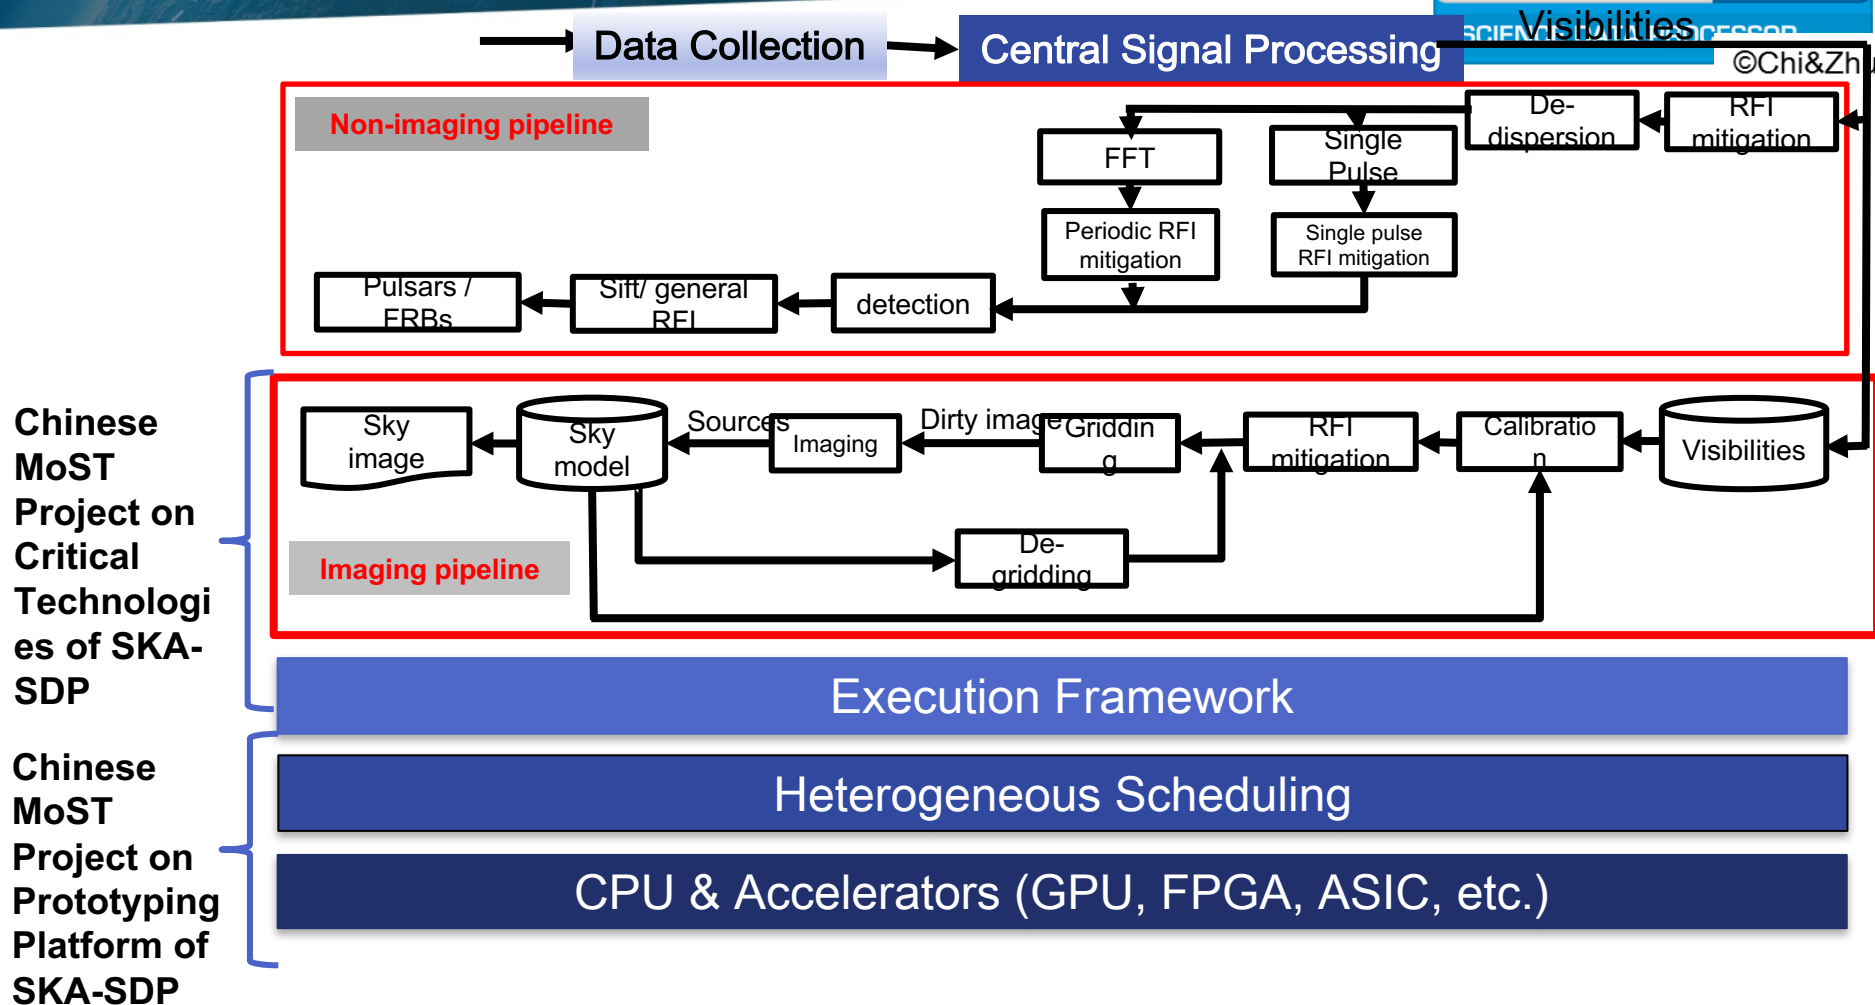 Visibilities
SCIENCE DATA PROCESSOR
Data Collection
Central Signal Processing
©Chi&Zhu
Non-imaging pipeline
De-
dispersion
RFI
mitigation
FFT
Single
Pulse
Periodic RFI
mitigation
Single pulse
RFI mitigation
Pulsars /
FRBs
Sift/ general
RFI
detection
Chinese
MoST
Project on
Critical
Technologi
es of SKA-
SDP
Sky
image
Sky
model
Sources
Imaging
Dirty image
Griddin
g
RFI
mitigation
Calibratio
n
Visibilities
De-
gridding
Imaging pipeline
Execution Framework
Chinese
MoST
Project on
Prototyping
Platform of
SKA-SDP
Heterogeneous Scheduling
CPU & Accelerators (GPU, FPGA, ASIC, etc.)